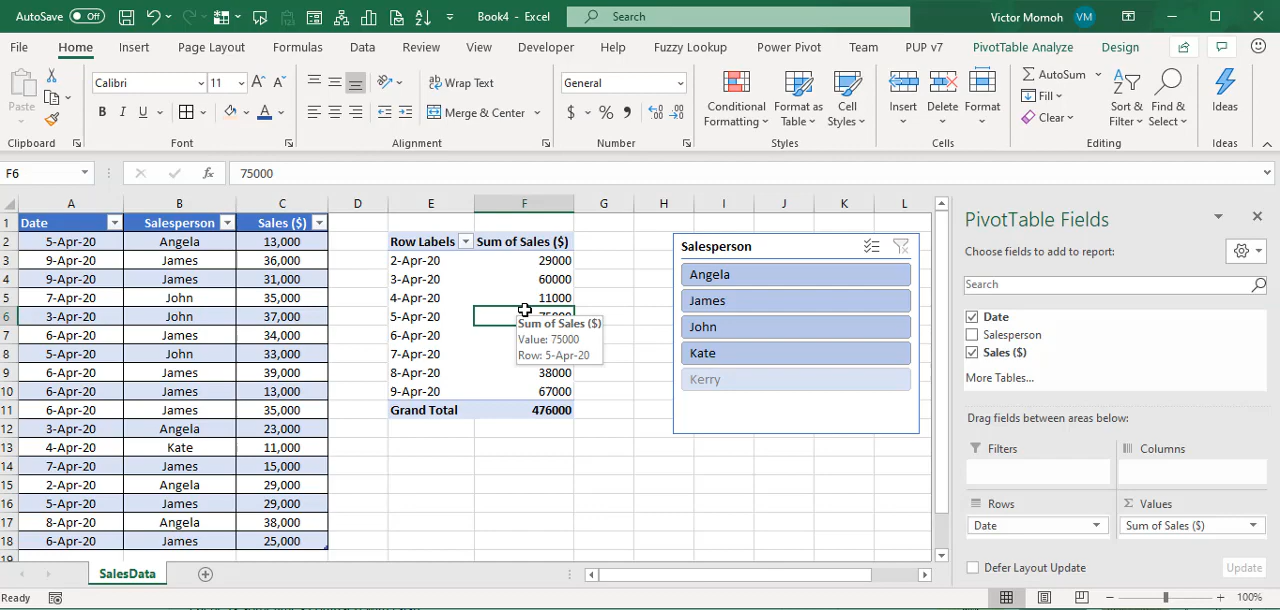 AutoSave Off Book4 - Excel Search Victor Momoh VM
File Home Insert Page Layout Formulas Data Review View Developer Help Fuzzy Lookup Power Pivot Team PUP v7 PivotTable Analyze Design
Paste Calibri 11 A A Wrap Text General Conditional Format as Cell Insert Delete Format AutoSum Sort & Find & Ideas
Formatting Table Styles Fill Filter Select
B I U A Merge & Center $ % Clear
Clipboard Font Alignment Number Styles Cells Editing Ideas
F6 fx 75000
A B C D E F G H I J K L
1 Date Salesperson Sales ($)
2 5-Apr-20 Angela 13,000 Row Labels Sum of Sales ($)
3 9-Apr-20 James 36,000 2-Apr-20 29000
4 9-Apr-20 James 31,000 3-Apr-20 60000
5 7-Apr-20 John 35,000 4-Apr-20 11000
6 3-Apr-20 John 37,000 5-Apr-20 75000
7 6-Apr-20 James 34,000 6-Apr-20
8 5-Apr-20 John 33,000 7-Apr-20
9 6-Apr-20 James 39,000 8-Apr-20 38000
10 6-Apr-20 James 13,000 9-Apr-20 67000
11 6-Apr-20 James 35,000 Grand Total 476000
12 3-Apr-20 Angela 23,000
13 4-Apr-20 Kate 11,000
14 7-Apr-20 James 15,000
15 2-Apr-20 Angela 29,000
16 5-Apr-20 James 29,000
17 8-Apr-20 Angela 38,000
18 6-Apr-20 James 25,000
19
Sum of Sales ($)
Value: 75000
Row: 5-Apr-20
Salesperson
Angela
James
John
Kate
Kerry
PivotTable Fields
Choose fields to add to report:
Search
Date
Salesperson
Sales ($)
More Tables...
Drag fields between areas below:
Filters Columns
Rows Σ Values
Date Sum of Sales ($)
Defer Layout Update Update
SalesData
Ready 100%